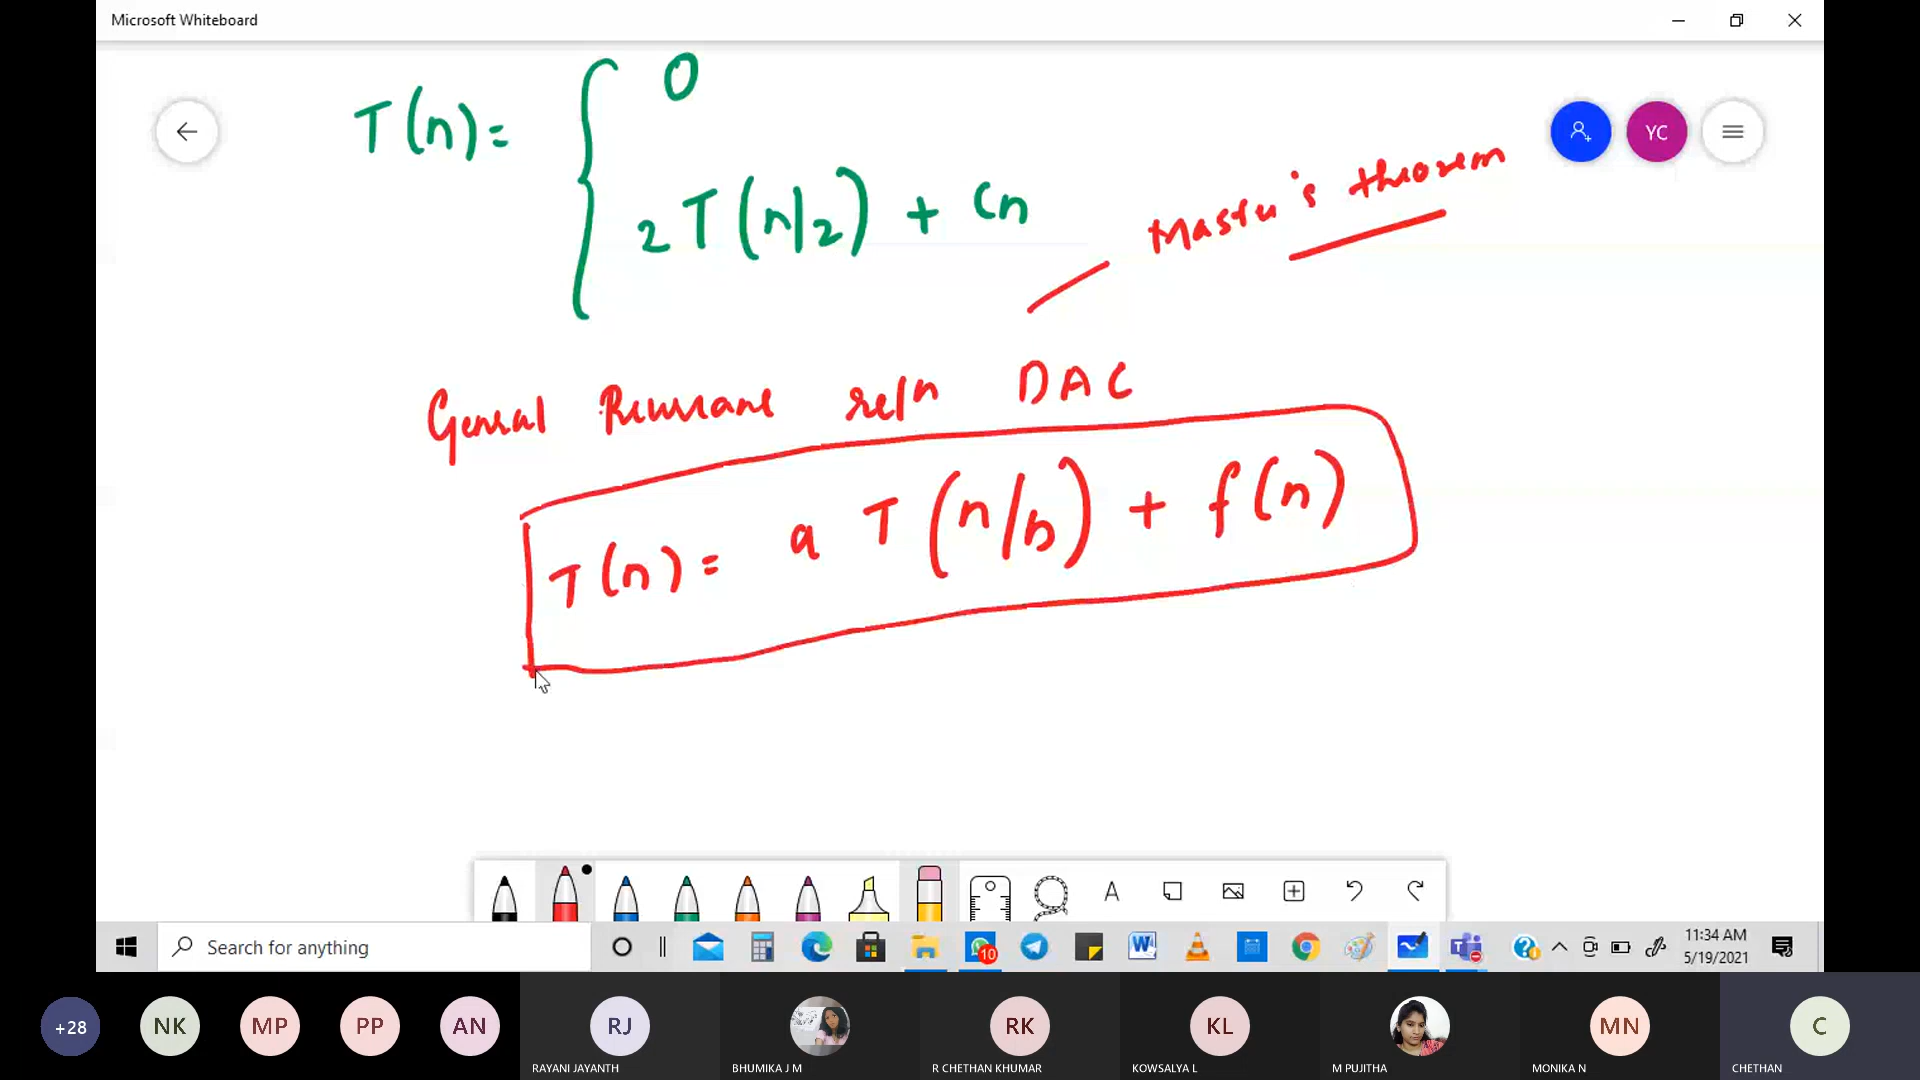 Microsoft Whiteboard
T(n)= { 0
2T(n/2) + Cn
Master's theorem
YC
General Recurrane reln DAC
T(n)= a T(n/b) + f(n)
A
Search for anything
10
11:34 AM
5/19/2021
+28
NK
MP
PP
AN
RJ
RK
KL
MN
C
RAYANI JAYANTH
BHUMIKA J M
R CHETHAN KHUMAR
KOWSALYA L
M PUJITHA
MONIKA N
CHETHAN